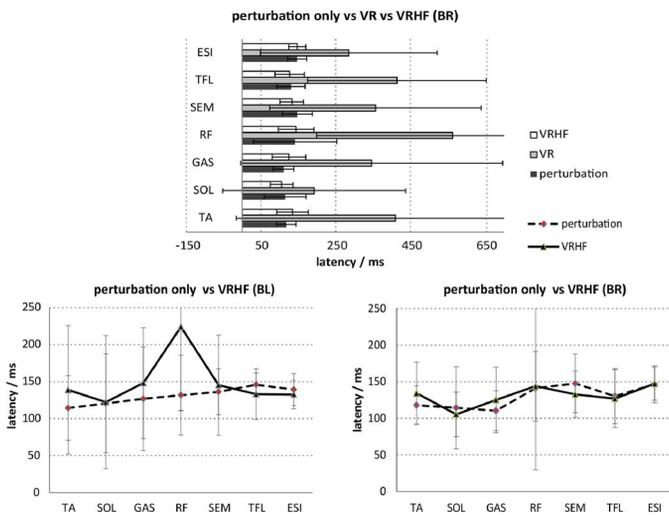 perturbation only vs VR vs VRHF (BR)
ESI
TFL
SEM
RF
GAS
SOL
TA
VRHF
VR
perturbation
-150 50 250 450 650
latency / ms
perturbation
VRHF
perturbation only vs VRHF (BL)
250
200
150
100
50
0
latency / ms
TA SOL GAS RF SEM TFL ESI
perturbation only vs VRHF (BR)
250
200
150
100
50
0
latency / ms
TA SOL GAS RF SEM TFL ESI